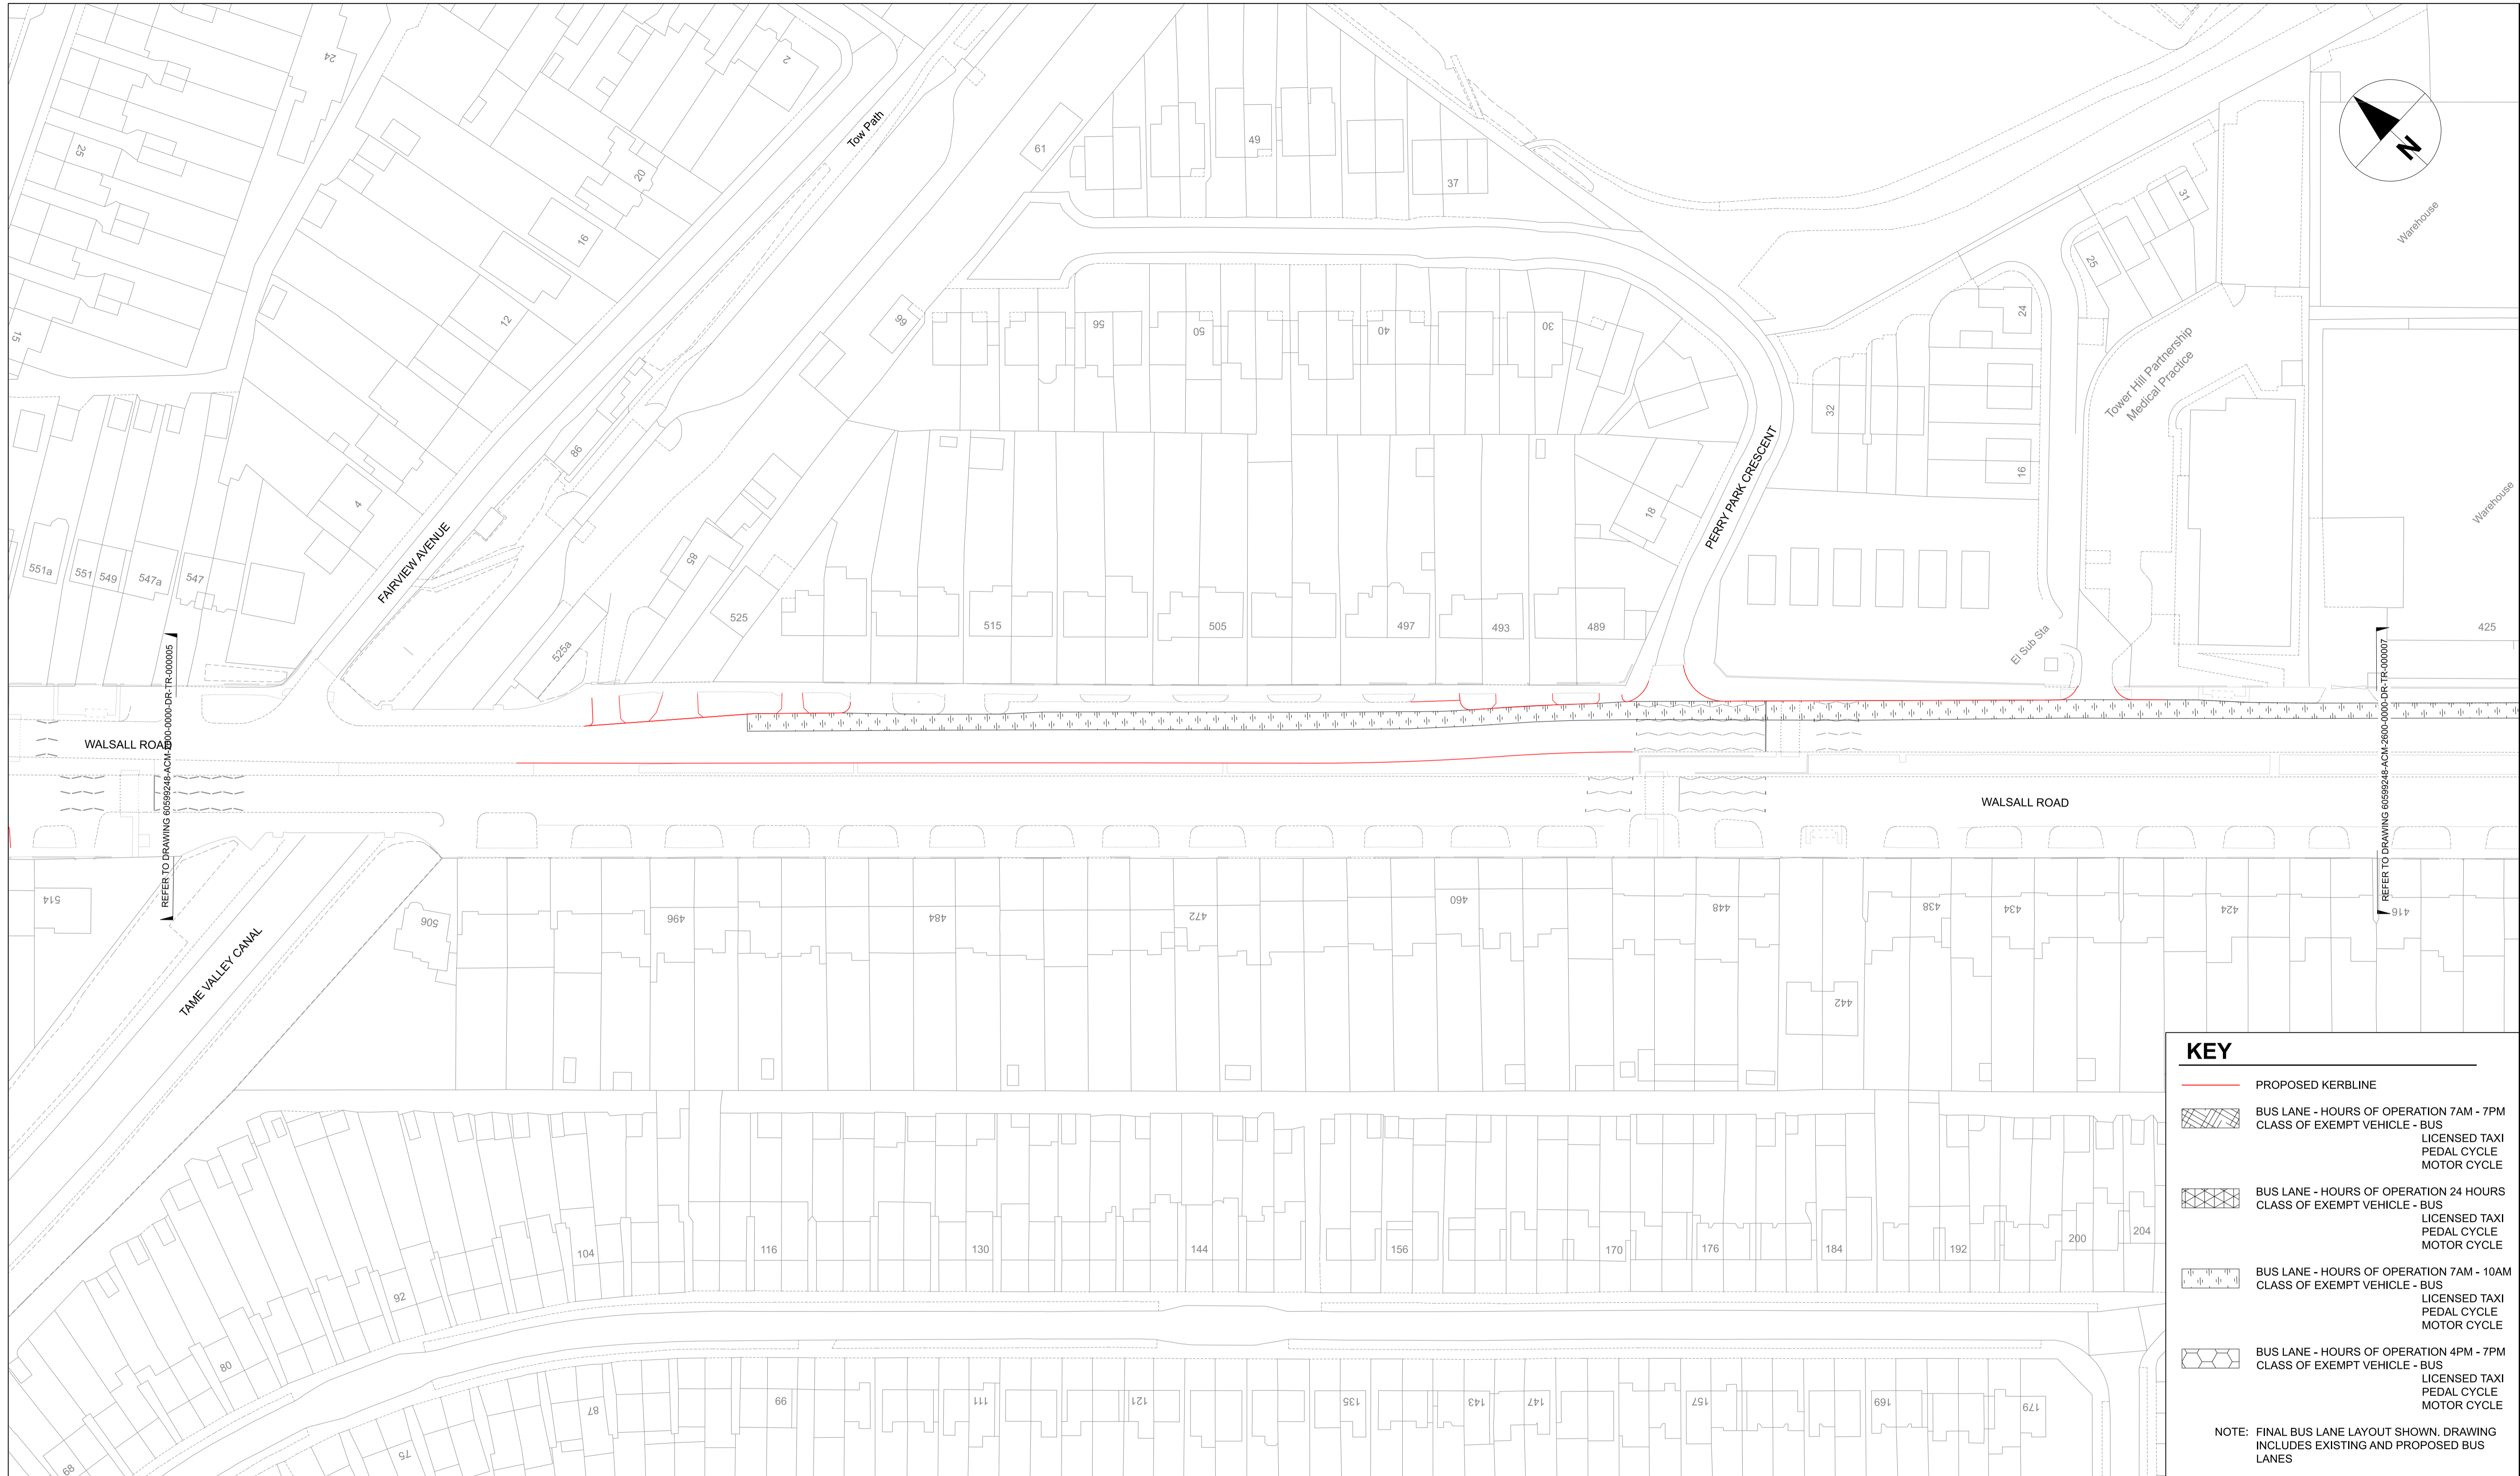 24
2
25
20
16
12
15
Tow Path
61
49
37
66
56
50
40
30
N
31
25
24
Warehouse
Tower Hill Partnership
Medical Practice
32
16
Warehouse
PERRY PARK CRESCENT
18
86
4
FAIRVIEW AVENUE
551a
551
549
547a
547
58
525
525a
515
505
497
493
489
El Sub Sta
425
REFER TO DRAWING 60599248-ACM-2600-0000-DR-TR-000005
REFER TO DRAWING 60599248-ACM-2600-0000-DR-TR-000007
WALSALL ROAD
WALSALL ROAD
514
TAME VALLEY CANAL
506
496
484
472
460
448
442
438
434
424
416
104
116
130
144
156
170
176
184
192
200
204
92
80
68
75
87
99
111
121
135
143
147
157
169
179
KEY
PROPOSED KERBLINE
BUS LANE - HOURS OF OPERATION 7AM - 7PM
CLASS OF EXEMPT VEHICLE - BUS
LICENSED TAXI
PEDAL CYCLE
MOTOR CYCLE
BUS LANE - HOURS OF OPERATION 24 HOURS
CLASS OF EXEMPT VEHICLE - BUS
LICENSED TAXI
PEDAL CYCLE
MOTOR CYCLE
BUS LANE - HOURS OF OPERATION 7AM - 10AM
CLASS OF EXEMPT VEHICLE - BUS
LICENSED TAXI
PEDAL CYCLE
MOTOR CYCLE
BUS LANE - HOURS OF OPERATION 4PM - 7PM
CLASS OF EXEMPT VEHICLE - BUS
LICENSED TAXI
PEDAL CYCLE
MOTOR CYCLE
NOTE: FINAL BUS LANE LAYOUT SHOWN. DRAWING
INCLUDES EXISTING AND PROPOSED BUS
LANES